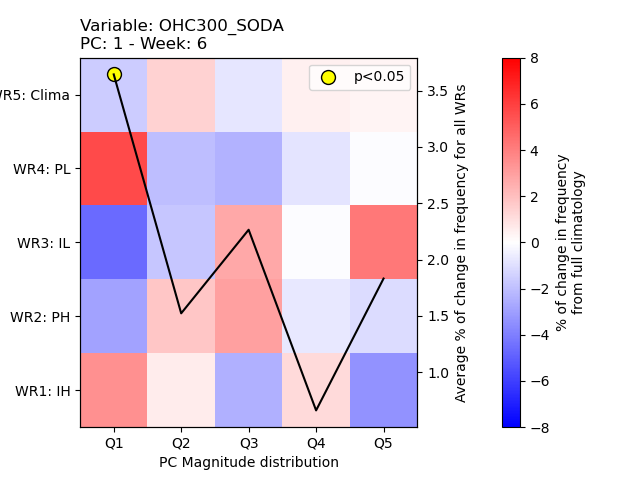 Variable: OHC300_SODA
PC: 1 - Week: 6
p<0.05
WR5: Clima
WR4: PL
WR3: IL
WR2: PH
WR1: IH
Q1 Q2 Q3 Q4 Q5
PC Magnitude distribution
3.5
3.0
2.5
2.0
1.5
1.0
Average % of change in frequency for all WRs
8
6
4
2
0
−2
−4
−6
−8
% of change in frequency
from full climatology